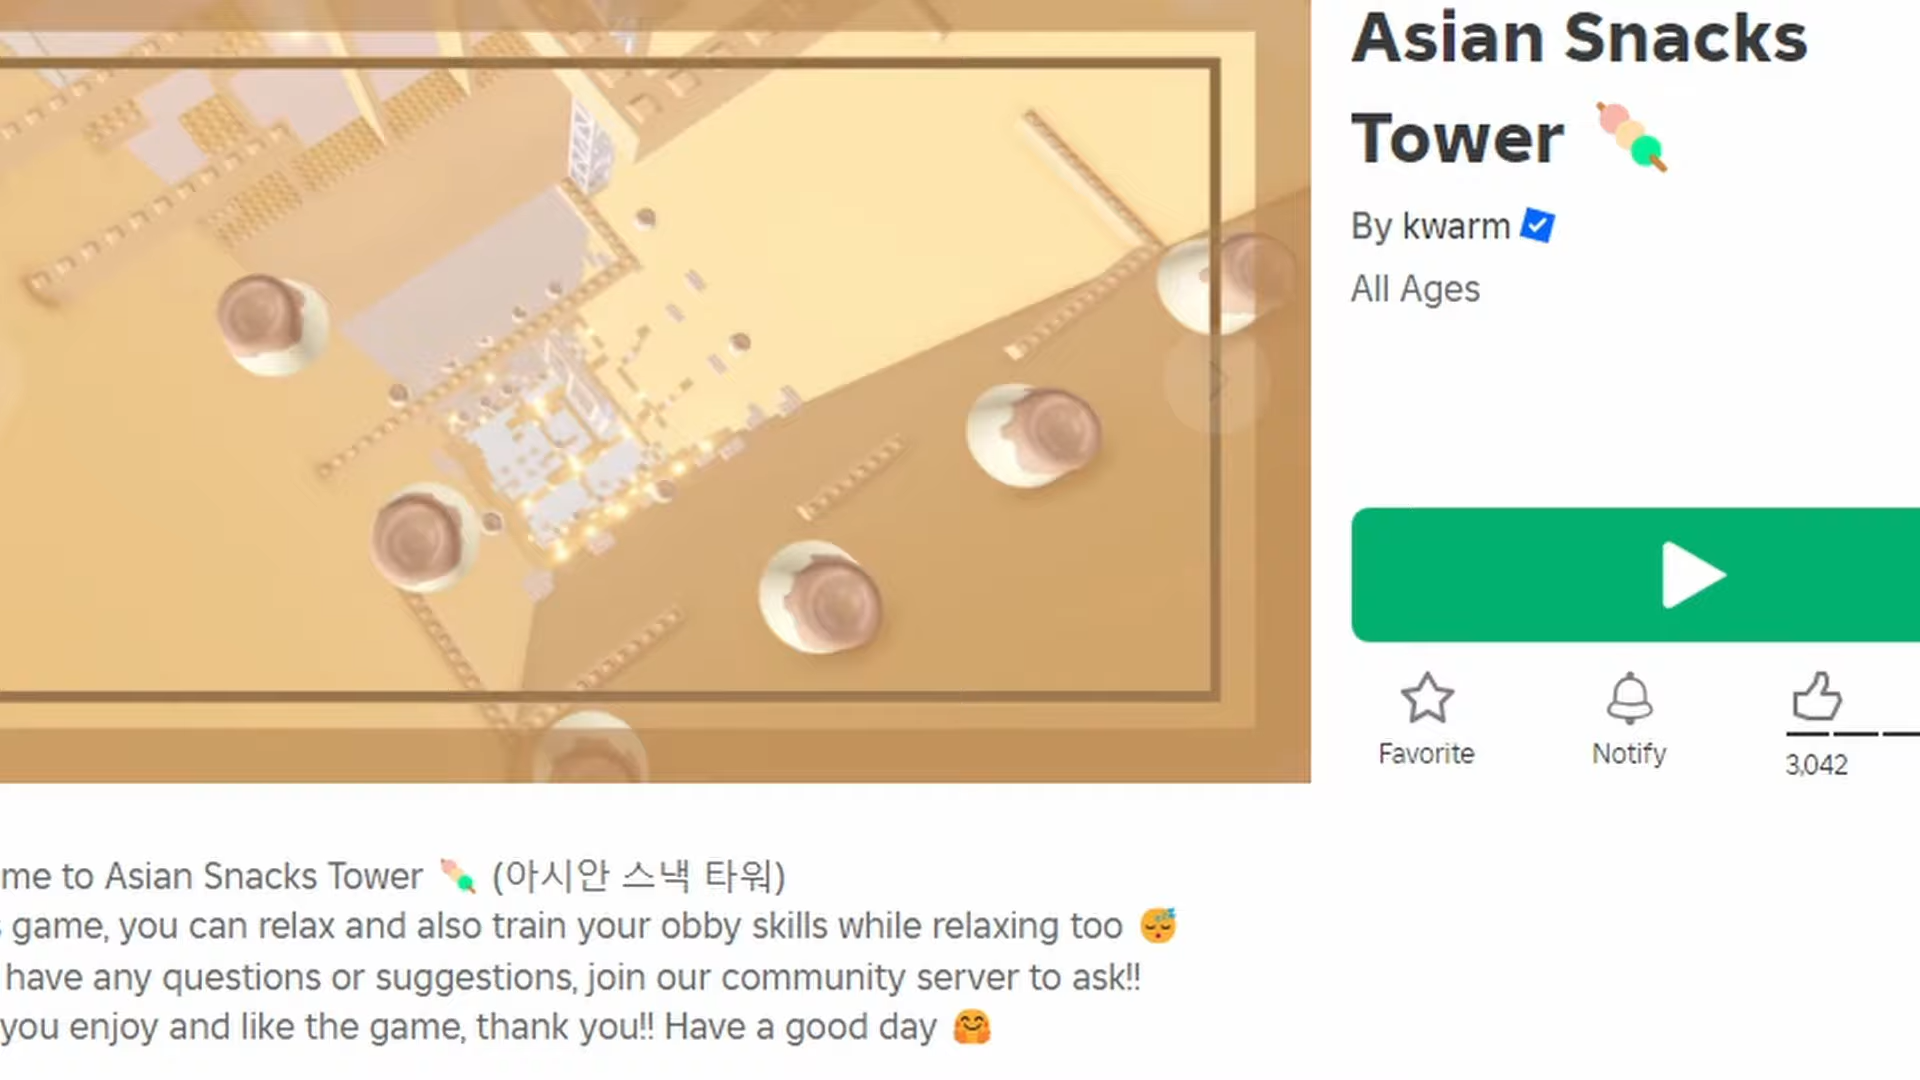 Asian Snacks
Tower 🍡
By kwarm
All Ages
Favorite
Notify
3,042
me to Asian Snacks Tower 🍡 (아시안 스낵 타워)
game, you can relax and also train your obby skills while relaxing too 😴
have any questions or suggestions, join our community server to ask!!
you enjoy and like the game, thank you!! Have a good day 🤗